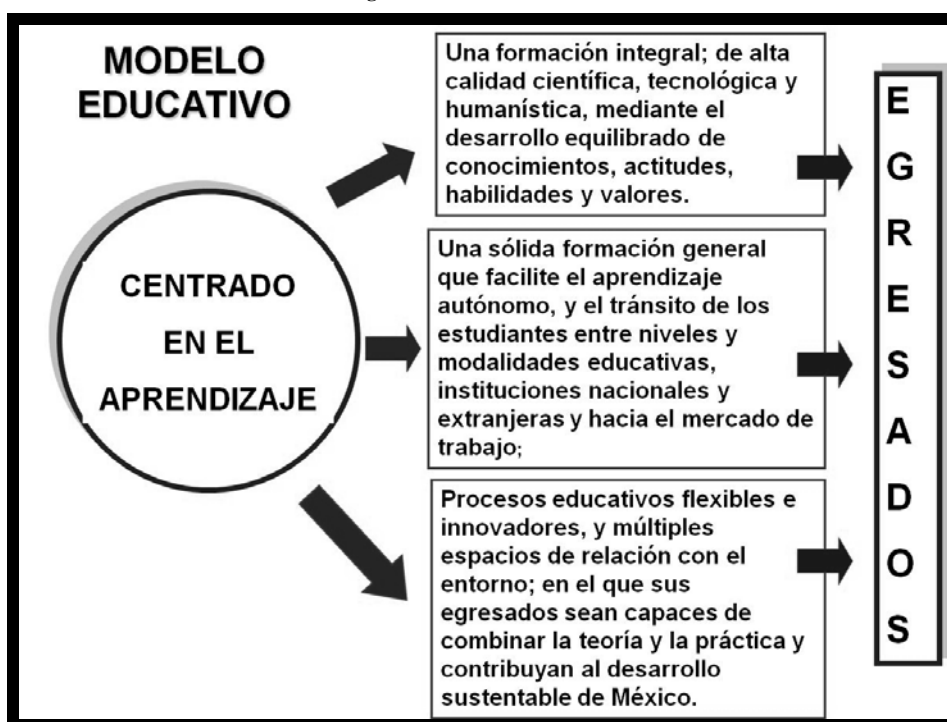 MODELO
EDUCATIVO
CENTRADO
EN EL
APRENDIZAJE
Una formación integral; de alta
calidad científica, tecnológica y
humanística, mediante el
desarrollo equilibrado de
conocimientos, actitudes,
habilidades y valores.
Una sólida formación general
que facilite el aprendizaje
autónomo, y el tránsito de los
estudiantes entre niveles y
modalidades educativas,
instituciones nacionales y
extranjeras y hacia el mercado de
trabajo;
Procesos educativos flexibles e
innovadores, y múltiples
espacios de relación con el
entorno; en el que sus
egresados sean capaces de
combinar la teoría y la práctica y
contribuyan al desarrollo
sustentable de México.
E
G
R
E
S
A
D
O
S